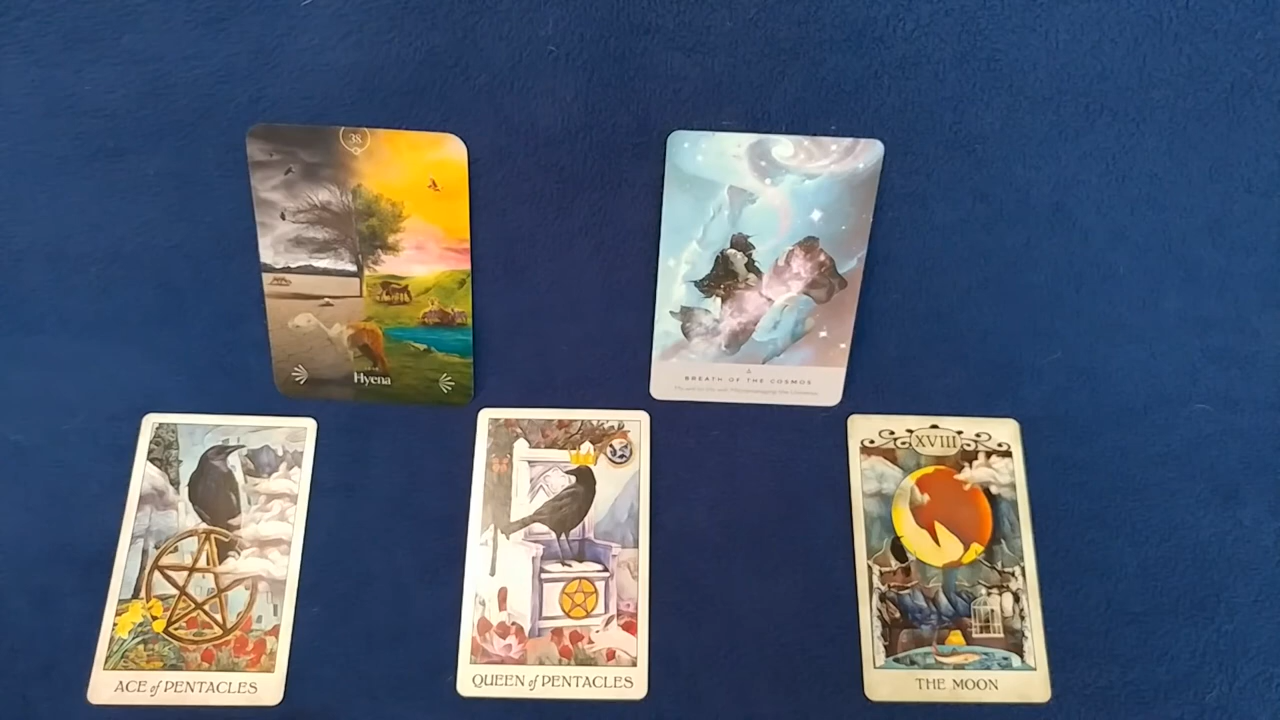 38
Hyena
BREATH OF THE COSMOS
ACE of PENTACLES
QUEEN of PENTACLES
XVIII
THE MOON